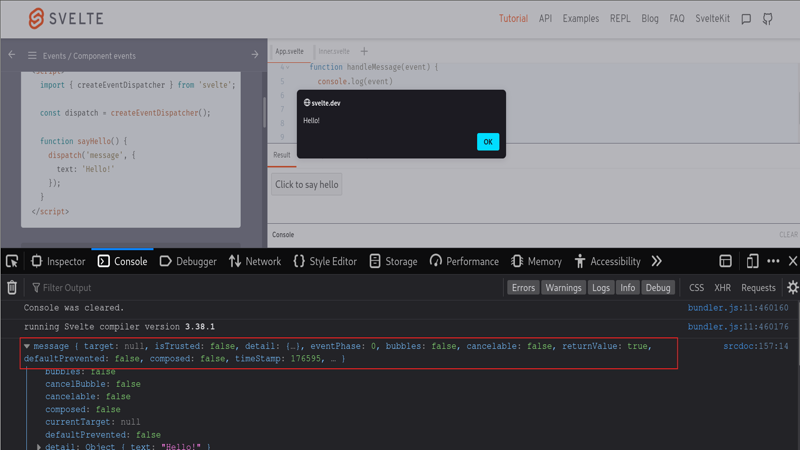 SVELTE
Tutorial API Examples REPL Blog FAQ SvelteKit
Events / Component events
App.svelte Inner.svelte +
<script>
import { createEventDispatcher } from 'svelte';
const dispatch = createEventDispatcher();
function sayHello() {
dispatch('message', {
text: 'Hello!'
});
}
</script>
4 function handleMessage(event) {
5 console.log(event)
6
7
8
9
svelte.dev
Hello!
OK
Result
Click to say hello
Console CLEAR
Inspector Console Debugger Network Style Editor Storage Performance Memory Accessibility
Filter Output Errors Warnings Logs Info Debug CSS XHR Requests
Console was cleared. bundler.js:11:460160
running Svelte compiler version 3.38.1 bundler.js:11:460176
message { target: null, isTrusted: false, detail: {…}, eventPhase: 0, bubbles: false, cancelable: false, returnValue: true, srcdoc:157:14
defaultPrevented: false, composed: false, timeStamp: 176595, … }
bubbles: false
cancelBubble: false
cancelable: false
composed: false
currentTarget: null
defaultPrevented: false
detail: Object { text: "Hello!" }